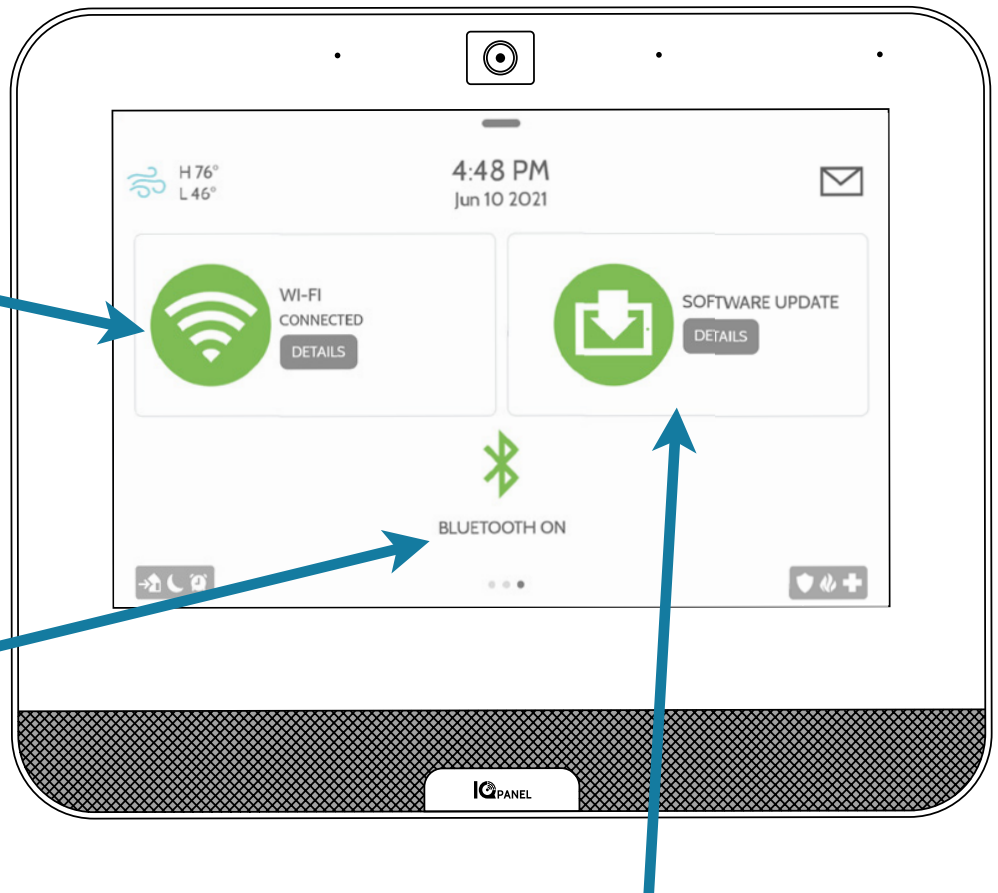 H 76°
L 46°
4:48 PM
Jun 10 2021
WI-FI
CONNECTED
DETAILS
SOFTWARE UPDATE
DETAILS
BLUETOOTH ON
IQ PANEL